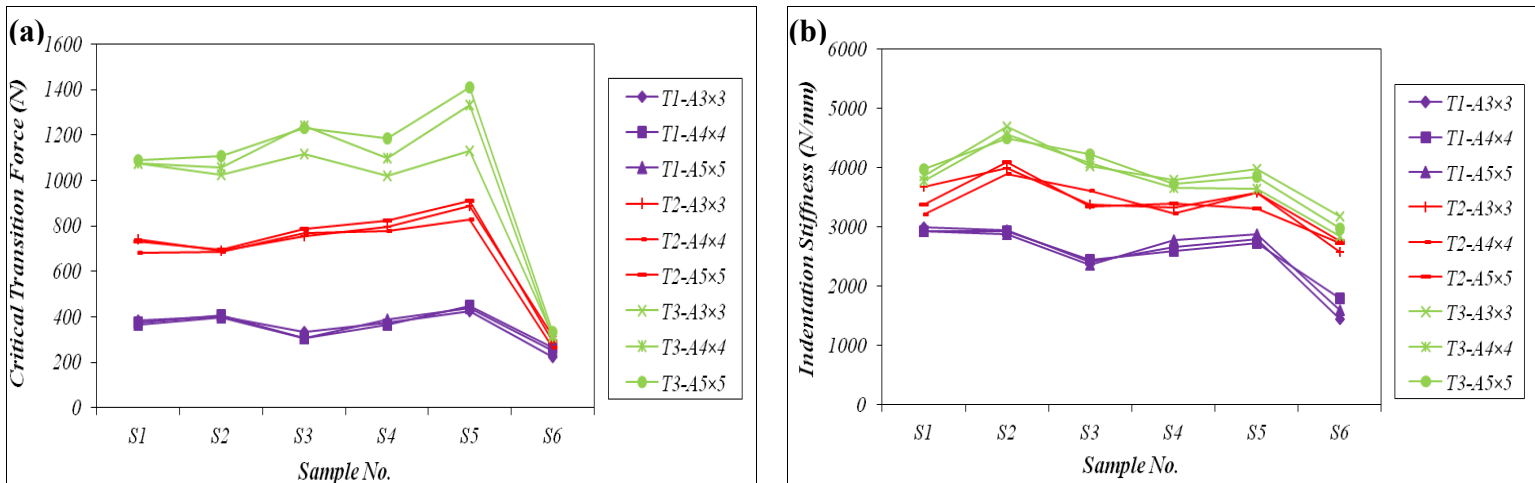 (a)
Critical Transition Force (N)
1600
1400
1200
1000
800
600
400
200
0
S1 S2 S3 S4 S5 S6
Sample No.
T1-A3×3
T1-A4×4
T1-A5×5
T2-A3×3
T2-A4×4
T2-A5×5
T3-A3×3
T3-A4×4
T3-A5×5
(b)
Indentation Stiffness (N/mm)
6000
5000
4000
3000
2000
1000
0
S1 S2 S3 S4 S5 S6
Sample No.
T1-A3×3
T1-A4×4
T1-A5×5
T2-A3×3
T2-A4×4
T2-A5×5
T3-A3×3
T3-A4×4
T3-A5×5